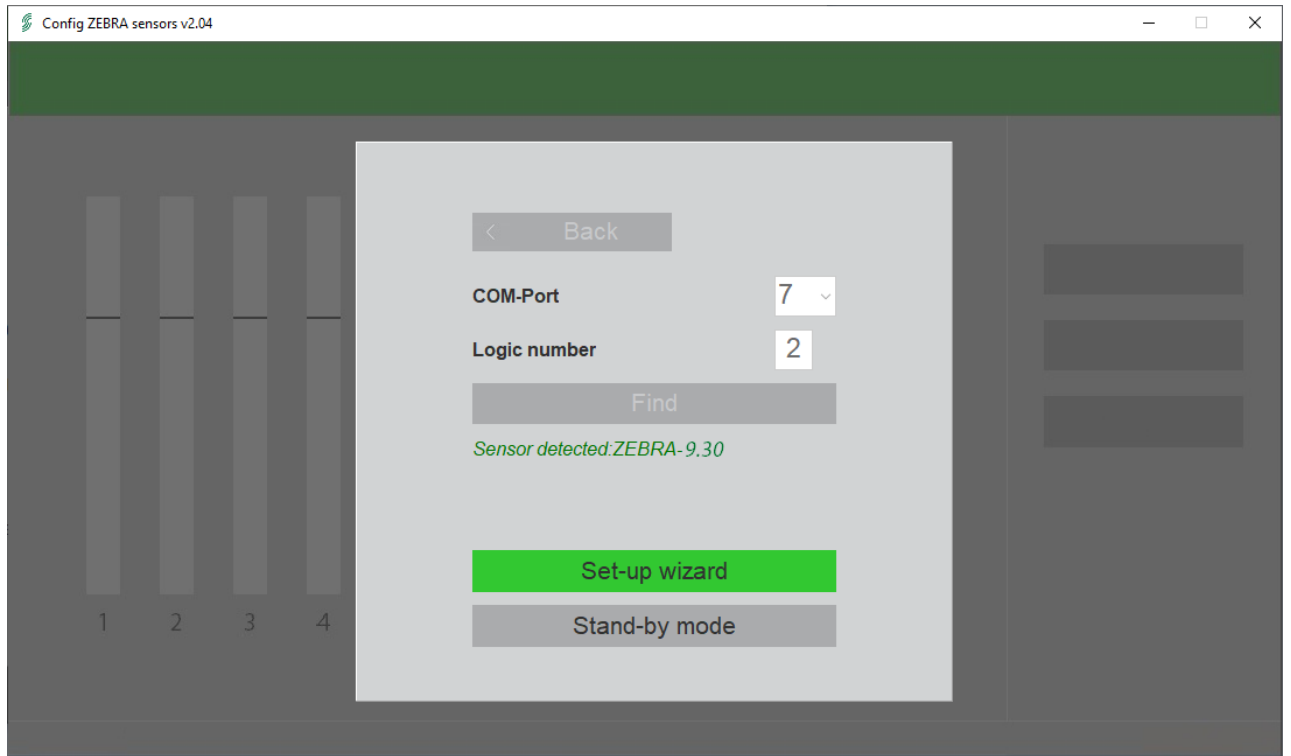 Config ZEBRA sensors v2.04
Back
COM-Port 7
Logic number 2
Find
Sensor detected:ZEBRA-9.30
Set-up wizard
Stand-by mode
1 2 3 4